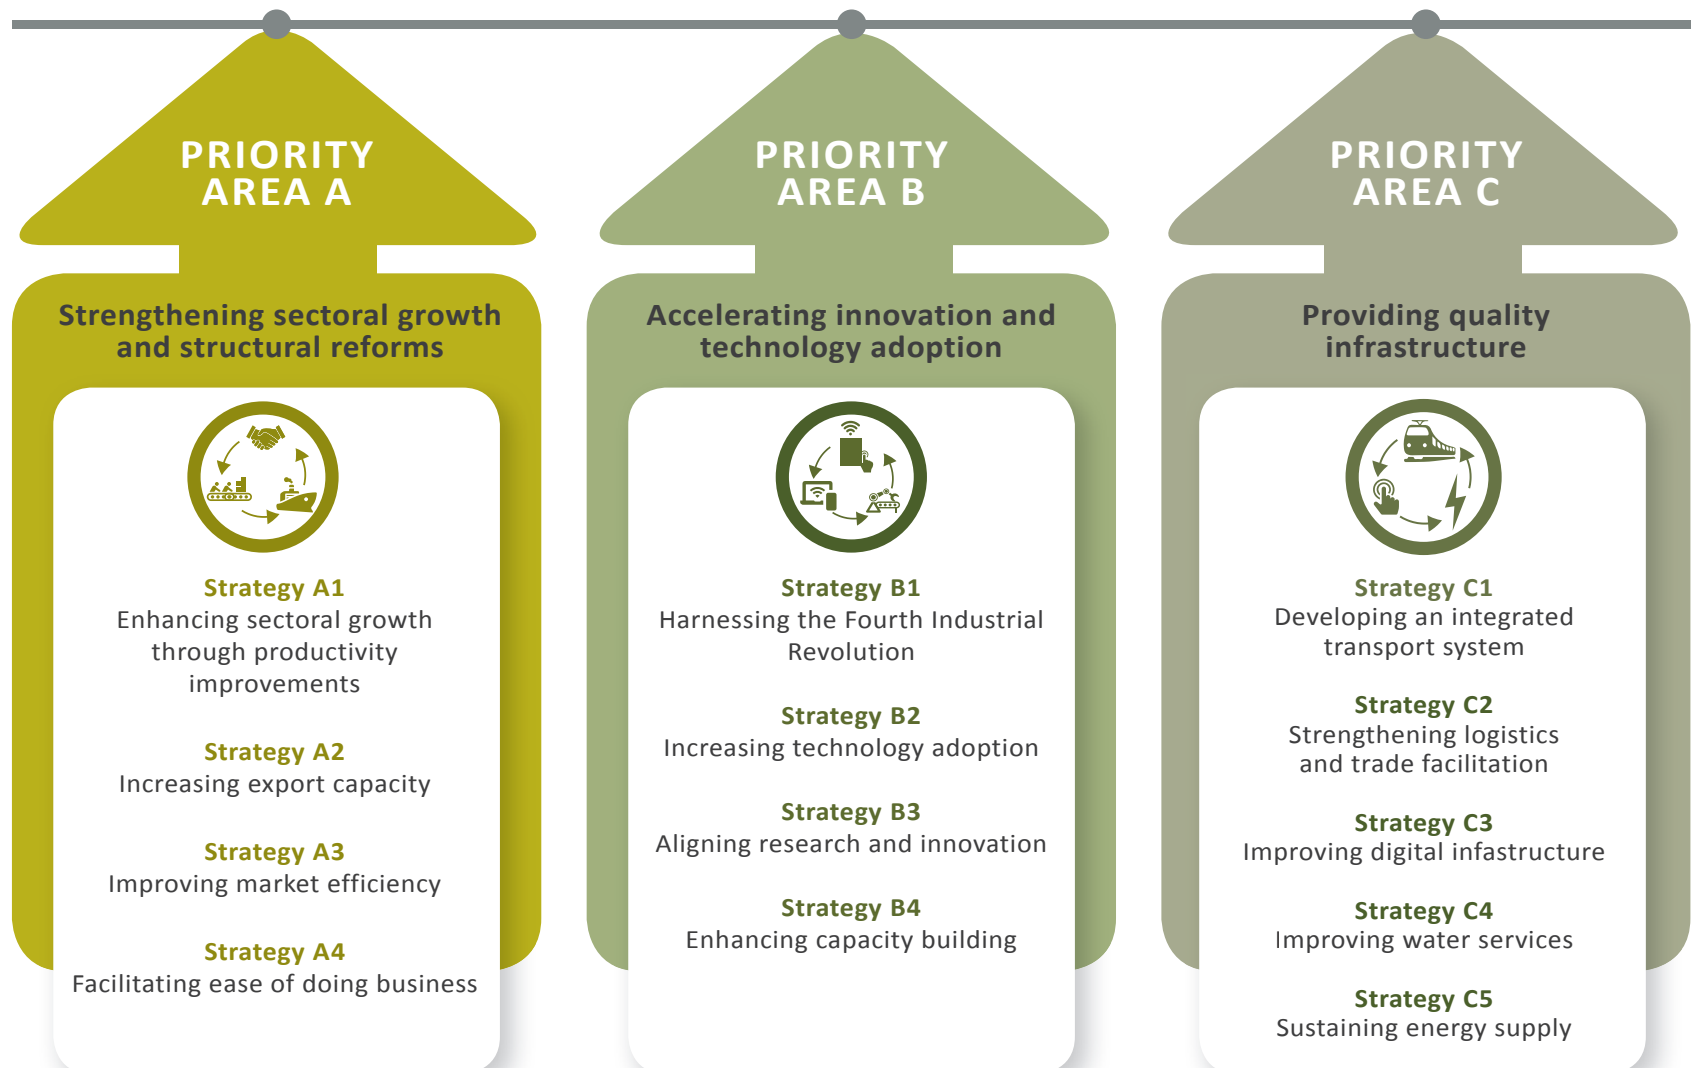 PRIORITY
AREA A
Strengthening sectoral growth
and structural reforms
Strategy A1
Enhancing sectoral growth
through productivity
improvements
Strategy A2
Increasing export capacity
Strategy A3
Improving market efficiency
Strategy A4
Facilitating ease of doing business
PRIORITY
AREA B
Accelerating innovation and
technology adoption
Strategy B1
Harnessing the Fourth Industrial
Revolution
Strategy B2
Increasing technology adoption
Strategy B3
Aligning research and innovation
Strategy B4
Enhancing capacity building
PRIORITY
AREA C
Providing quality
infrastructure
Strategy C1
Developing an integrated
transport system
Strategy C2
Strengthening logistics
and trade facilitation
Strategy C3
Improving digital infastructure
Strategy C4
Improving water services
Strategy C5
Sustaining energy supply